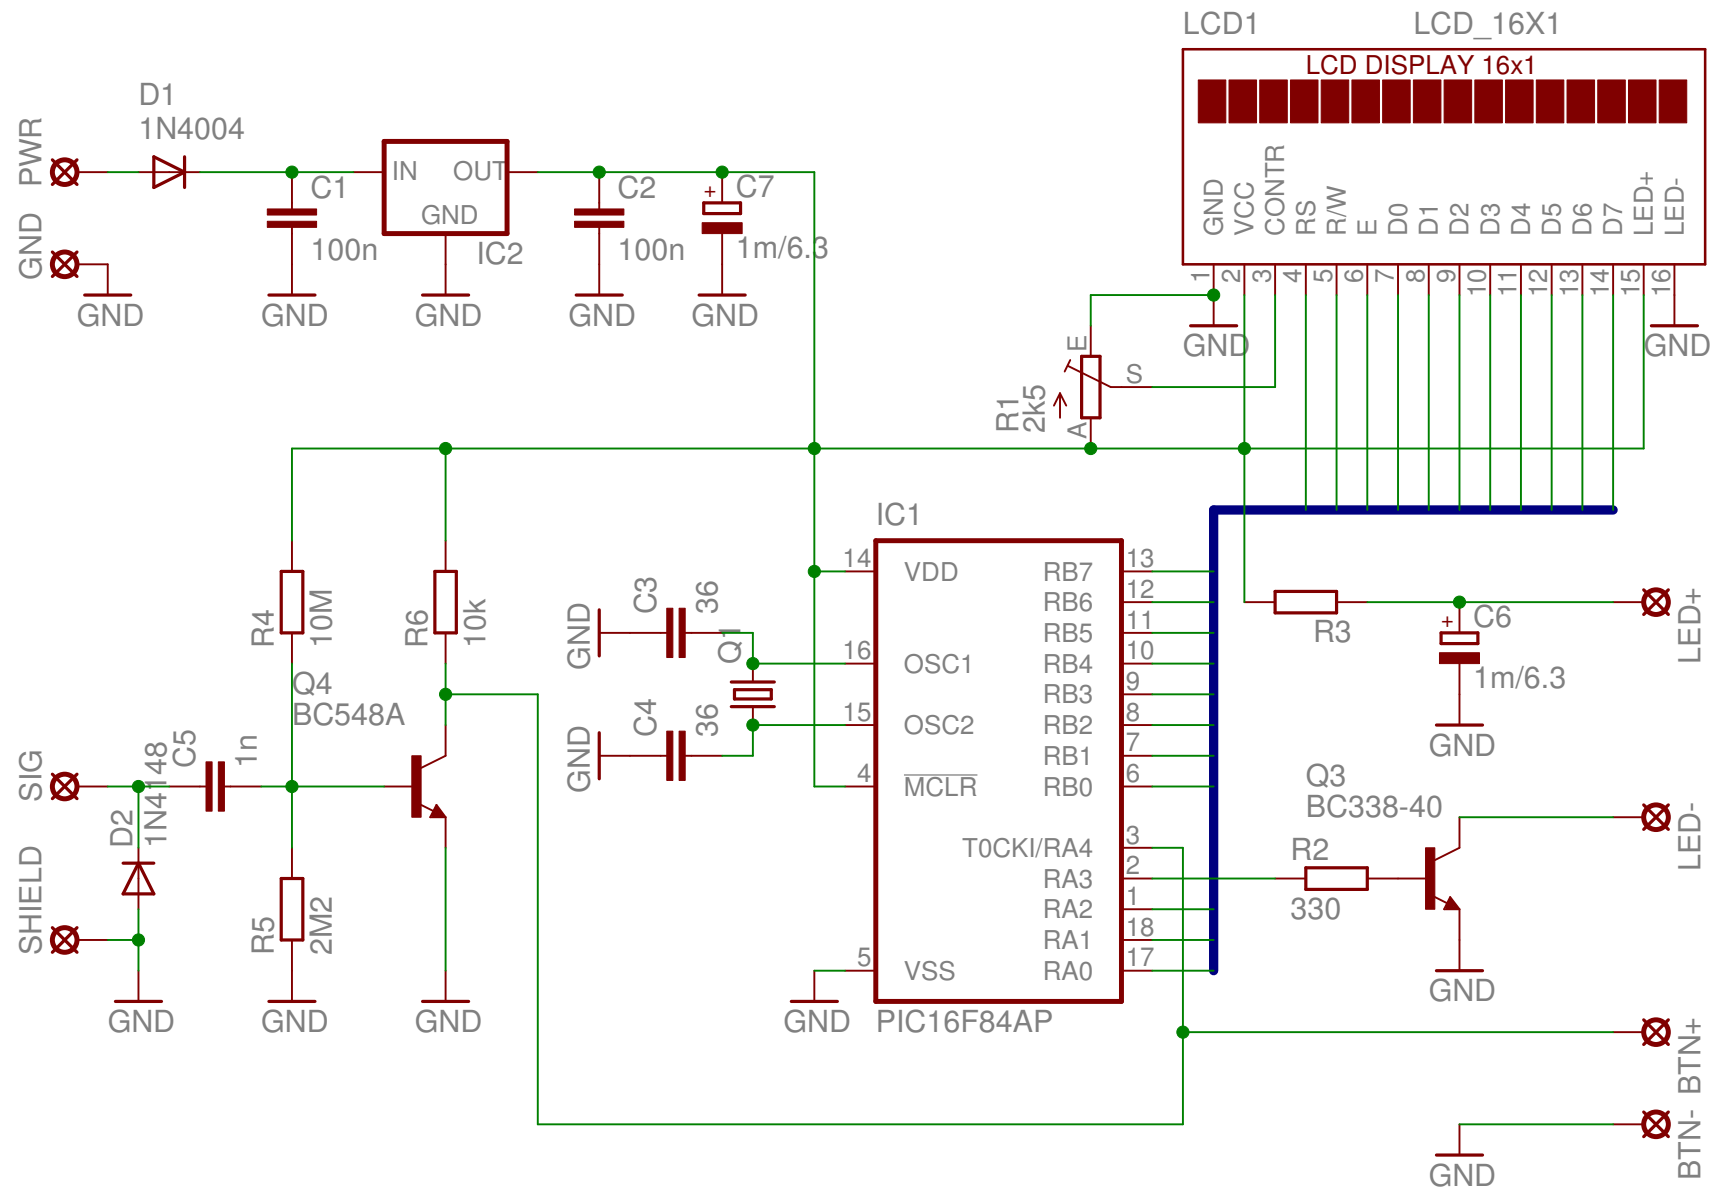 LCD1
LCD_16X1
LCD DISPLAY 16x1
GND
VCC
CONTR
RS
R/W
E
D0
D1
D2
D3
D4
D5
D6
D7
LED+
LED-
1
2
3
4
5
6
7
8
9
10
11
12
13
14
15
16
GND
GND
PWR
GND
GND
D1
1N4004
C1
100n
GND
IN
OUT
GND
IC2
GND
C2
100n
GND
C7
+
1m/6.3
GND
E
S
A
R1
2k5
R4
10M
R6
10k
Q4
BC548A
C5
1n
SIG
D2
1N4148
SHIELD
GND
R5
2M2
GND
GND
GND
C3
36
Q1
GND
C4
36
IC1
14
VDD
16
OSC1
15
OSC2
4
MCLR
5
VSS
GND
PIC16F84AP
RB7
13
RB6
12
RB5
11
RB4
10
RB3
9
RB2
8
RB1
7
RB0
6
T0CKI/RA4
3
RA3
2
RA2
1
RA1
18
RA0
17
R3
+
C6
1m/6.3
GND
LED+
Q3
BC338-40
R2
330
GND
LED-
BTN+
BTN-
GND